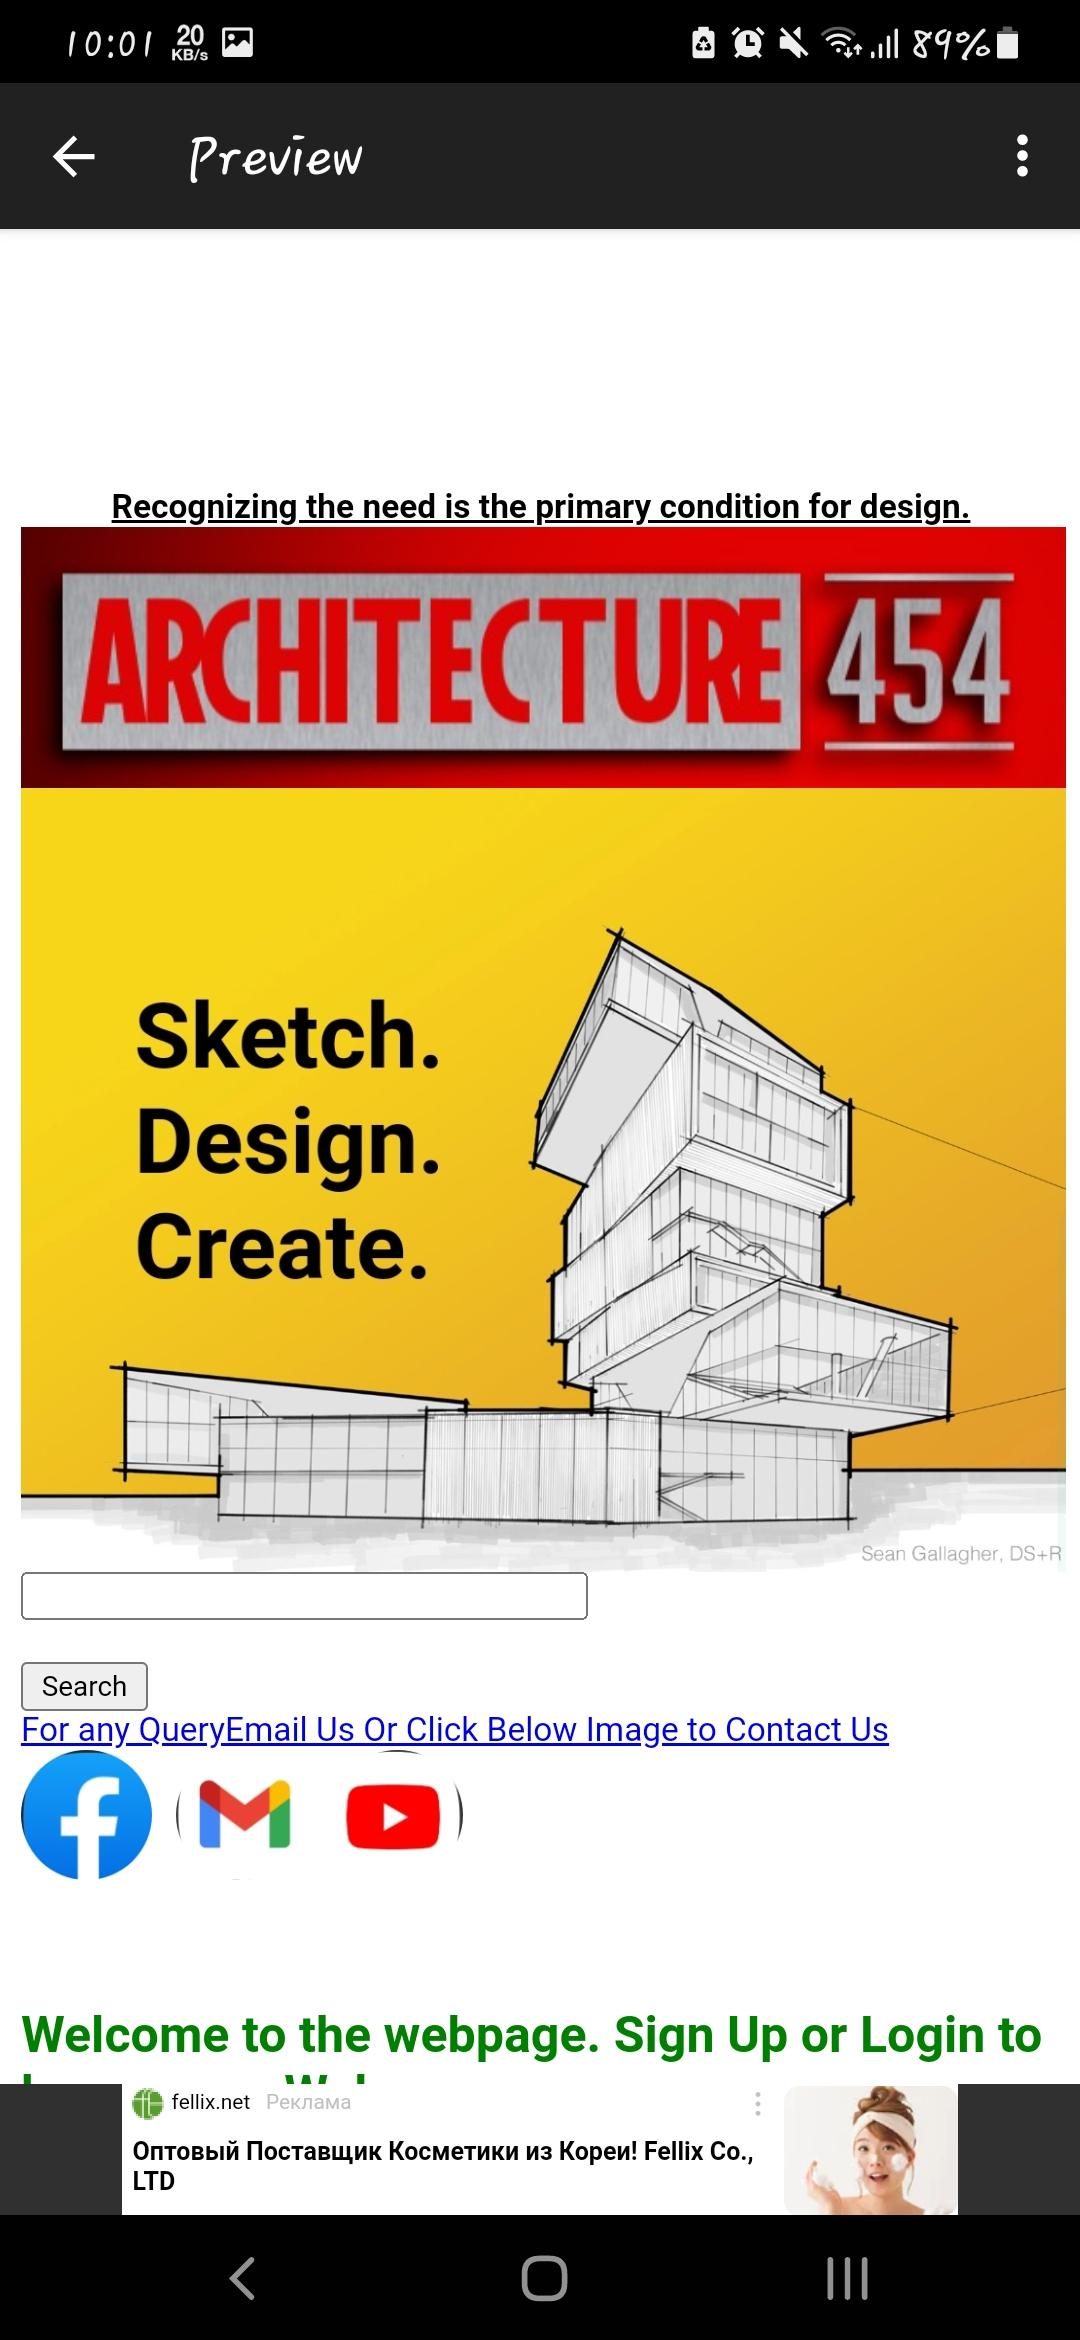 10:01 20 KB/s 89%
Preview
Recognizing the need is the primary condition for design.
ARCHITECTURE 454
Sketch.
Design.
Create.
Sean Gallagher, DS+R
Search
For any QueryEmail Us Or Click Below Image to Contact Us
Welcome to the webpage. Sign Up or Login to
fellix.net Реклама
Оптовый Поставщик Косметики из Кореи! Fellix Co.,
LTD